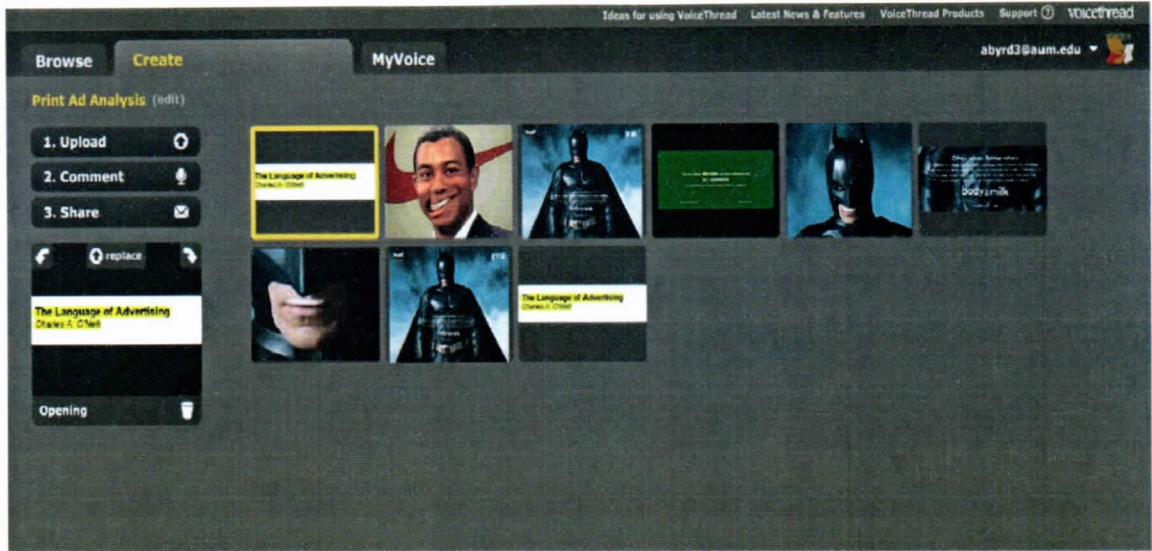 Ideas for using VoiceThread Latest News & Features VoiceThread Products Support ? voicethread
Browse Create MyVoice abyrd3@aum.edu
Print Ad Analysis (edit)
1. Upload
2. Comment
3. Share
replace
The Language of Advertising
Charles A. O'Neill
Opening
The Language of Advertising
Charles A. O'Neill
body by milk
The Language of Advertising
Charles A. O'Neill